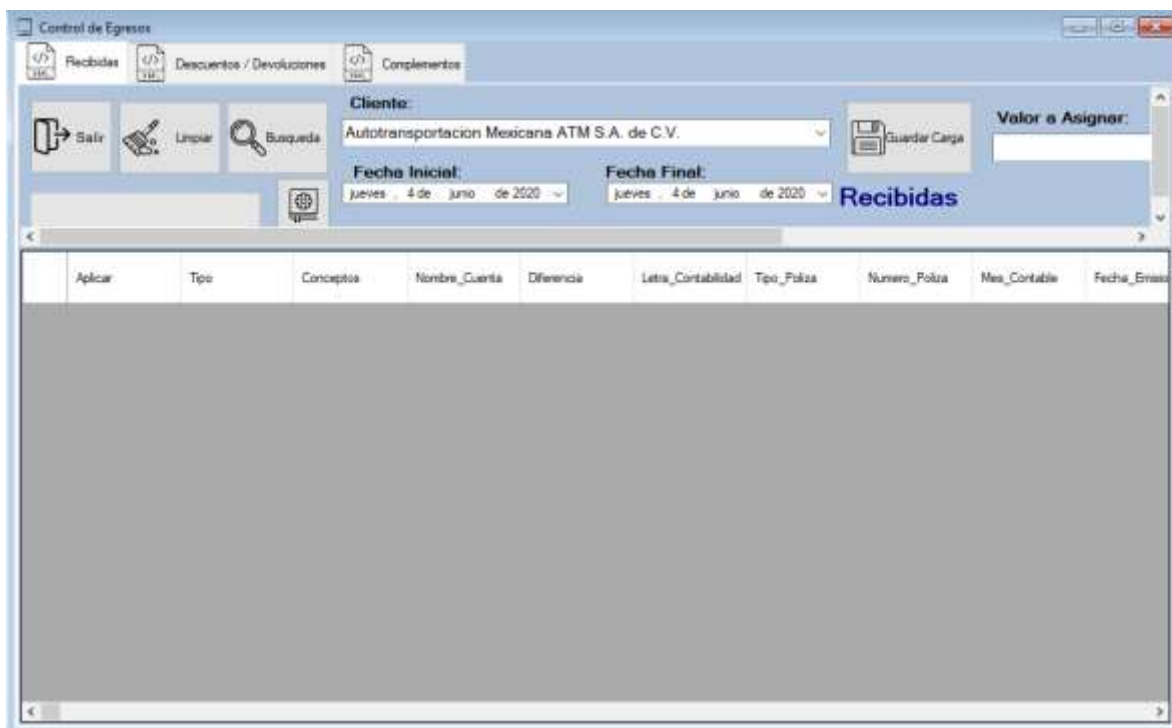 Control de Egresos
Recibidas
Descuentos / Devoluciones
Complementos
Salir
Limpiar
Busqueda
Cliente:
Autotransportacion Mexicana ATM S.A. de C.V.
Guardar Carga
Valor a Asignar:
Fecha Inicial:
jueves , 4 de junio de 2020
Fecha Final:
jueves , 4 de junio de 2020
Recibidas
Aplicar Tipo Conceptos Nombre_Cuenta Diferencia Letra_Contabilidad Tipo_Poliza Numero_Poliza Mes_Contable